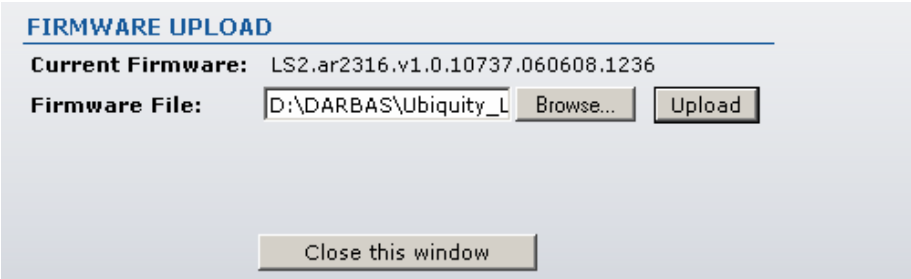 FIRMWARE UPLOAD
Current Firmware: LS2.ar2316.v1.0.10737.060608.1236
Firmware File: D:\DARBAS\Ubiquity_L Browse... Upload
Close this window